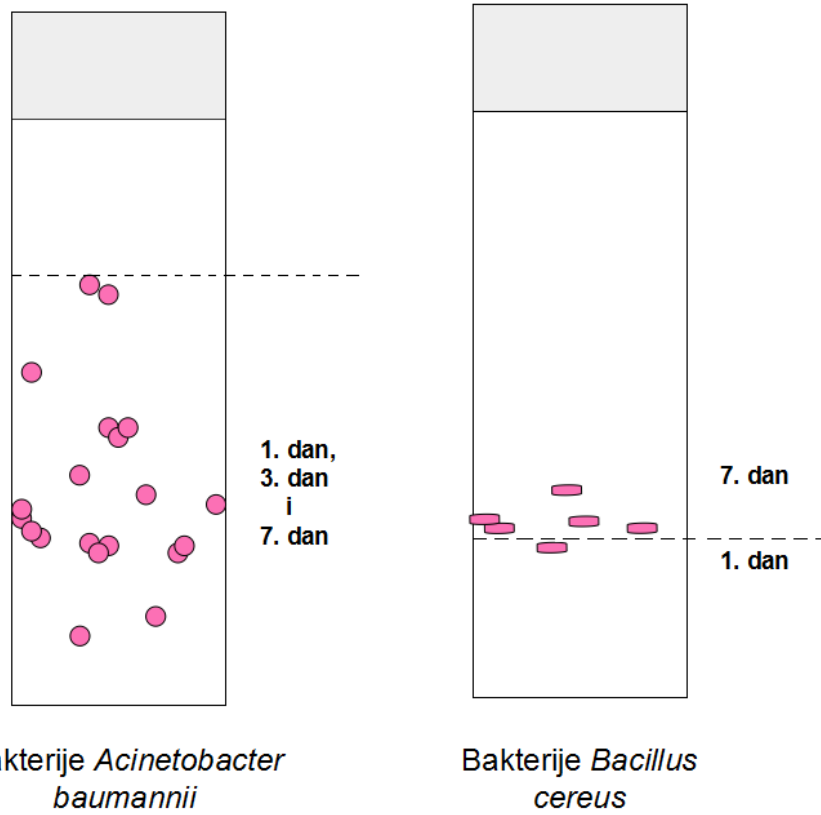 1. dan,
3. dan
i
7. dan
7. dan
1. dan
akterije Acinetobacter
baumannii
Bakterije Bacillus
cereus